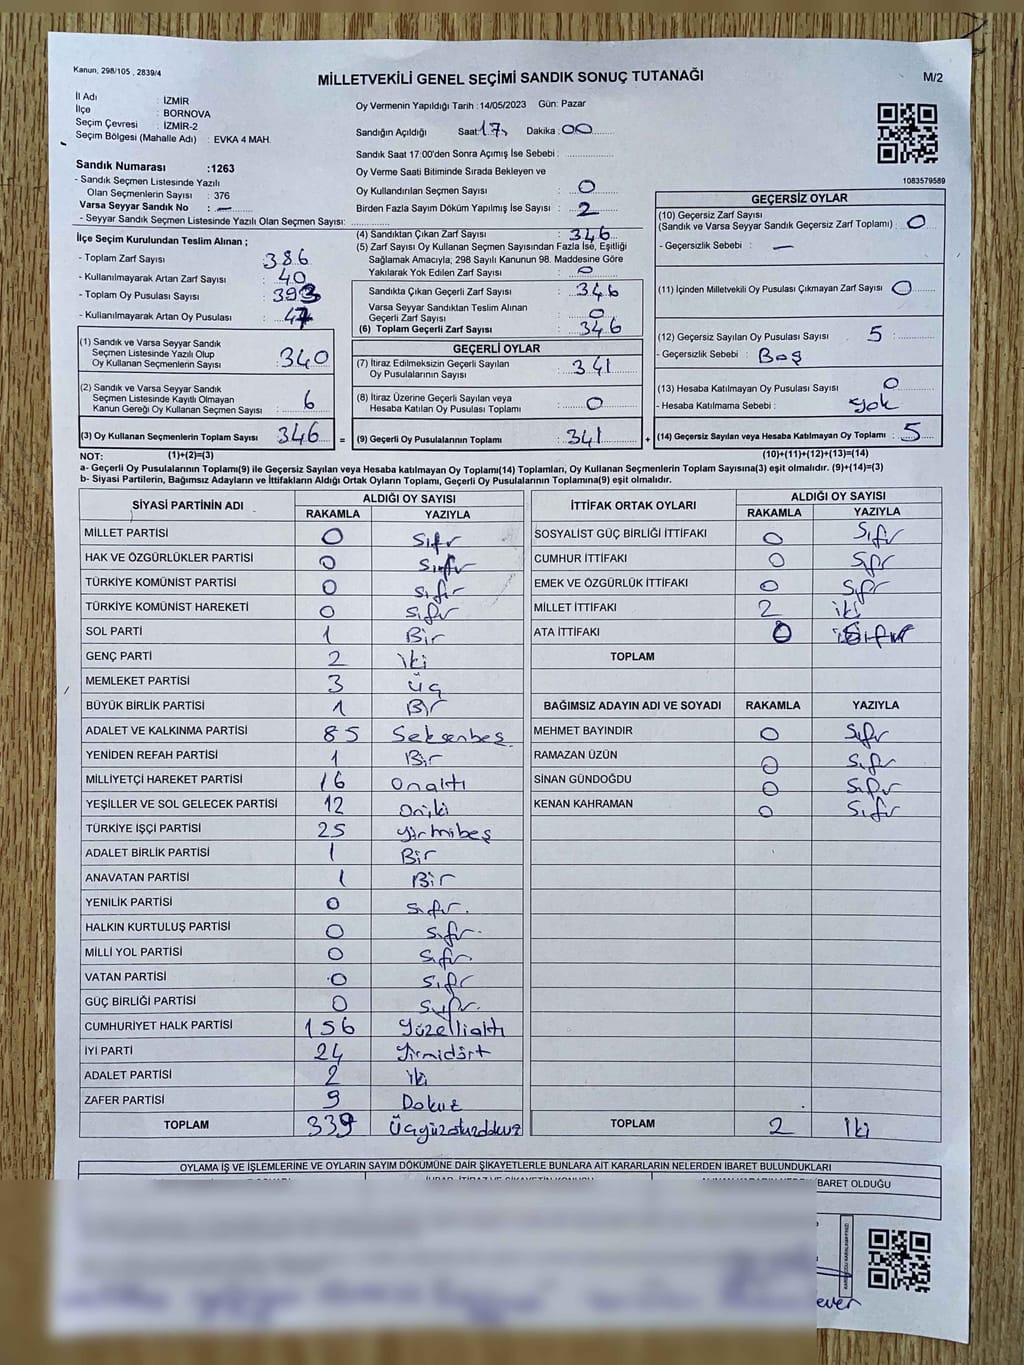 Kanun, 298/105 , 2839/4
MİLLETVEKİLİ GENEL SEÇİMİ SANDIK SONUÇ TUTANAĞI
M/2
İl Adı : İZMİR
İlçe : BORNOVA
Seçim Çevresi : İZMİR-2
Seçim Bölgesi (Mahalle Adı) : EVKA 4 MAH.
Sandık Numarası :1263
- Sandık Seçmen Listesinde Yazılı
Olan Seçmenlerin Sayısı : 376
Varsa Seyyar Sandık No : —
- Seyyar Sandık Seçmen Listesinde Yazılı Olan Seçmen Sayısı:
Oy Vermenin Yapıldığı Tarih :14/05/2023 Gün: Pazar
Sandığın Açıldığı Saat 17 Dakika : 00
Sandık Saat 17:00'den Sonra Açımış İse Sebebi :
Oy Verme Saati Bitiminde Sırada Bekleyen ve
Oy Kullandırılan Seçmen Sayısı : 0
Birden Fazla Sayım Döküm Yapılmış İse Sayısı : 2
1083579589
İlçe Seçim Kurulundan Teslim Alınan ;
- Toplam Zarf Sayısı : 386
- Kullanılmayarak Artan Zarf Sayısı : 40
- Toplam Oy Pusulası Sayısı : 393
- Kullanılmayarak Artan Oy Pusulası : 47
(1) Sandık ve Varsa Seyyar Sandık
Seçmen Listesinde Yazılı Olup
Oy Kullanan Seçmenlerin Sayısı : 340
(2) Sandık ve Varsa Seyyar Sandık
Seçmen Listesinde Kayıtlı Olmayan
Kanun Gereği Oy Kullanan Seçmen Sayısı : 6
(3) Oy Kullanan Seçmenlerin Toplam Sayısı : 346 =
(4) Sandıktan Çıkan Zarf Sayısı : 346
(5) Zarf Sayısı Oy Kullanan Seçmen Sayısından Fazla İse, Eşitliği
Sağlamak Amacıyla; 298 Sayılı Kanunun 98. Maddesine Göre
Yakılarak Yok Edilen Zarf Sayısı : 0
Sandıkta Çıkan Geçerli Zarf Sayısı : 346
Varsa Seyyar Sandıktan Teslim Alınan
Geçerli Zarf Sayısı : 0
(6) Toplam Geçerli Zarf Sayısı : 346
GEÇERLİ OYLAR
(7) İtiraz Edilmeksizin Geçerli Sayılan
Oy Pusulalarının Sayısı : 341
(8) İtiraz Üzerine Geçerli Sayılan veya
Hesaba Katılan Oy Pusulası Toplamı : 0
(9) Geçerli Oy Pusulalarının Toplamı : 341 +
GEÇERSİZ OYLAR
(10) Geçersiz Zarf Sayısı
(Sandık ve Varsa Seyyar Sandık Geçersiz Zarf Toplamı) : 0
- Geçersizlik Sebebi : —
(11) İçinden Milletvekili Oy Pusulası Çıkmayan Zarf Sayısı : 0
(12) Geçersiz Sayılan Oy Pusulası Sayısı : 5
- Geçersizlik Sebebi : Boş
(13) Hesaba Katılmayan Oy Pusulası Sayısı : 0
- Hesaba Katılmama Sebebi : yok
(14) Geçersiz Sayılan veya Hesaba Katılmayan Oy Toplamı : 5
NOT: (1)+(2)=(3) (10)+(11)+(12)+(13)=(14)
a- Geçerli Oy Pusulalarının Toplamı(9) ile Geçersiz Sayılan veya Hesaba katılmayan Oy Toplamı(14) Toplamları, Oy Kullanan Seçmenlerin Toplam Sayısına(3) eşit olmalıdır. (9)+(14)=(3)
b- Siyasi Partilerin, Bağımsız Adayların ve İttifakların Aldığı Ortak Oyların Toplamı, Geçerli Oy Pusulalarının Toplamına(9) eşit olmalıdır.
SİYASİ PARTİNİN ADI ALDIĞI OY SAYISI
RAKAMLA YAZIYLA
MİLLET PARTİSİ 0 Sıfır
HAK VE ÖZGÜRLÜKLER PARTİSİ 0 Sıfır
TÜRKİYE KOMÜNİST PARTİSİ 0 Sıfır
TÜRKİYE KOMÜNİST HAREKETİ 0 Sıfır
SOL PARTİ 1 Bir
GENÇ PARTİ 2 iki
MEMLEKET PARTİSİ 3 Üç
BÜYÜK BİRLİK PARTİSİ 1 Bir
ADALET VE KALKINMA PARTİSİ 85 Seksenbeş
YENİDEN REFAH PARTİSİ 1 Bir
MİLLİYETÇİ HAREKET PARTİSİ 16 Onaltı
YEŞİLLER VE SOL GELECEK PARTİSİ 12 Oniki
TÜRKİYE İŞÇİ PARTİSİ 25 yirmibeş
ADALET BİRLİK PARTİSİ 1 Bir
ANAVATAN PARTİSİ 1 Bir
YENİLİK PARTİSİ 0 Sıfır.
HALKIN KURTULUŞ PARTİSİ 0 Sıfır.
MİLLİ YOL PARTİSİ 0 Sıfır
VATAN PARTİSİ 0 Sıfır
GÜÇ BİRLİĞİ PARTİSİ 0 Sıfır.
CUMHURİYET HALK PARTİSİ 156 Yüzellialtı
İYİ PARTİ 24 Yirmidört
ADALET PARTİSİ 2 iki
ZAFER PARTİSİ 9 Dokuz
TOPLAM 339 Üçyüzotuzdokuz
İTTİFAK ORTAK OYLARI ALDIĞI OY SAYISI
RAKAMLA YAZIYLA
SOSYALİST GÜÇ BİRLİĞİ İTTİFAKI 0 Sıfır
CUMHUR İTTİFAKI 0 Sıfır
EMEK VE ÖZGÜRLÜK İTTİFAKI 0 Sıfır
MİLLET İTTİFAKI 2 iki
ATA İTTİFAKI 0 Sıfır
TOPLAM
BAĞIMSIZ ADAYIN ADI VE SOYADI RAKAMLA YAZIYLA
MEHMET BAYINDIR 0 Sıfır
RAMAZAN ÜZÜN 0 Sıfır
SİNAN GÜNDOĞDU 0 Sıfır
KENAN KAHRAMAN 0 Sıfır
TOPLAM 2 İki
OYLAMA İŞ VE İŞLEMLERİNE VE OYLARIN SAYIM DÖKÜMÜNE DAİR ŞİKAYETLERLE BUNLARA AİT KARARLARIN NELERDEN İBARET BULUNDUKLARI
İBARET OLDUĞU